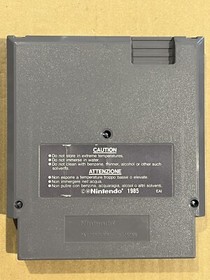 CAUTION
●Do not store in extreme temperatures.
●Do not immerse in water.
●Do not clean with benzene, thinner, alcohol or other such
solvents.
ATTENZIONE
●Non esporre a temperature troppo basse o elevate.
●Non immergere nell'acqua.
●Non pulire con benzina, acquaragia, alcool o altri solventi.
©®Nintendo® 1985